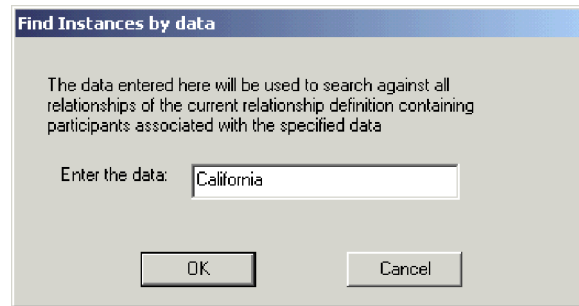 Find Instances by data
The data entered here will be used to search against all
relationships of the current relationship definition containing
participants associated with the specified data
Enter the data: California
OK Cancel